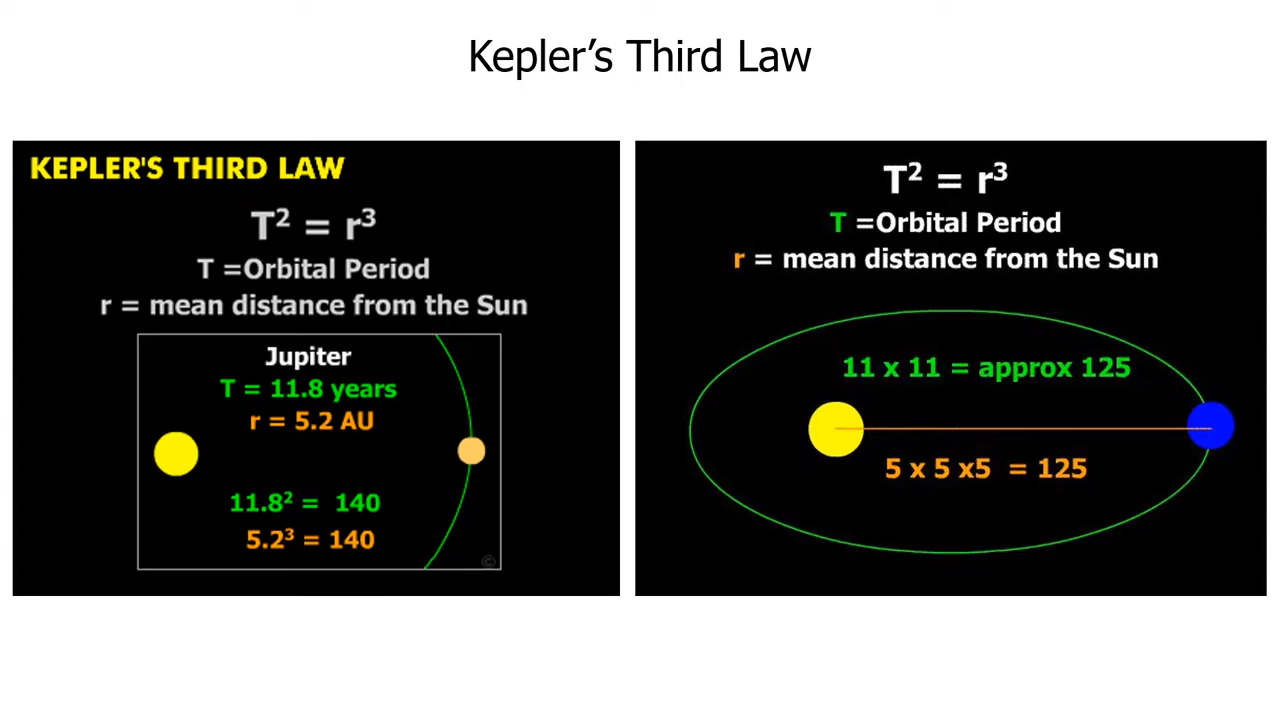 Kepler’s Third Law
KEPLER'S THIRD LAW
T² = r³
T =Orbital Period
r = mean distance from the Sun
Jupiter
T = 11.8 years
r = 5.2 AU
11.8² = 140
5.2³ = 140
©
T² = r³
T =Orbital Period
r = mean distance from the Sun
11 x 11 = approx 125
5 x 5 x5 = 125